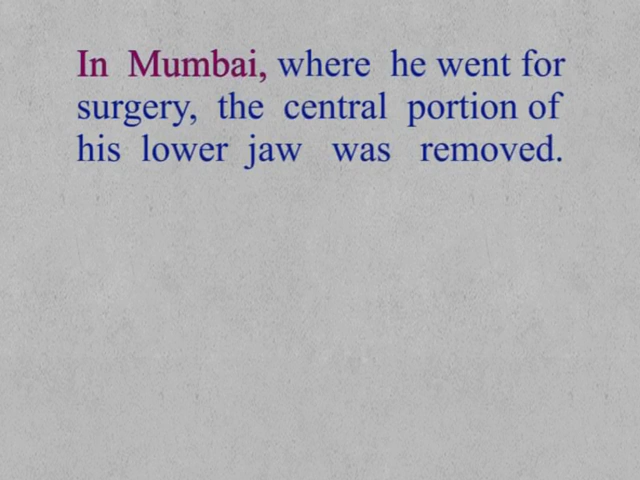 In Mumbai, where he went for
surgery, the central portion of
his lower jaw was removed.